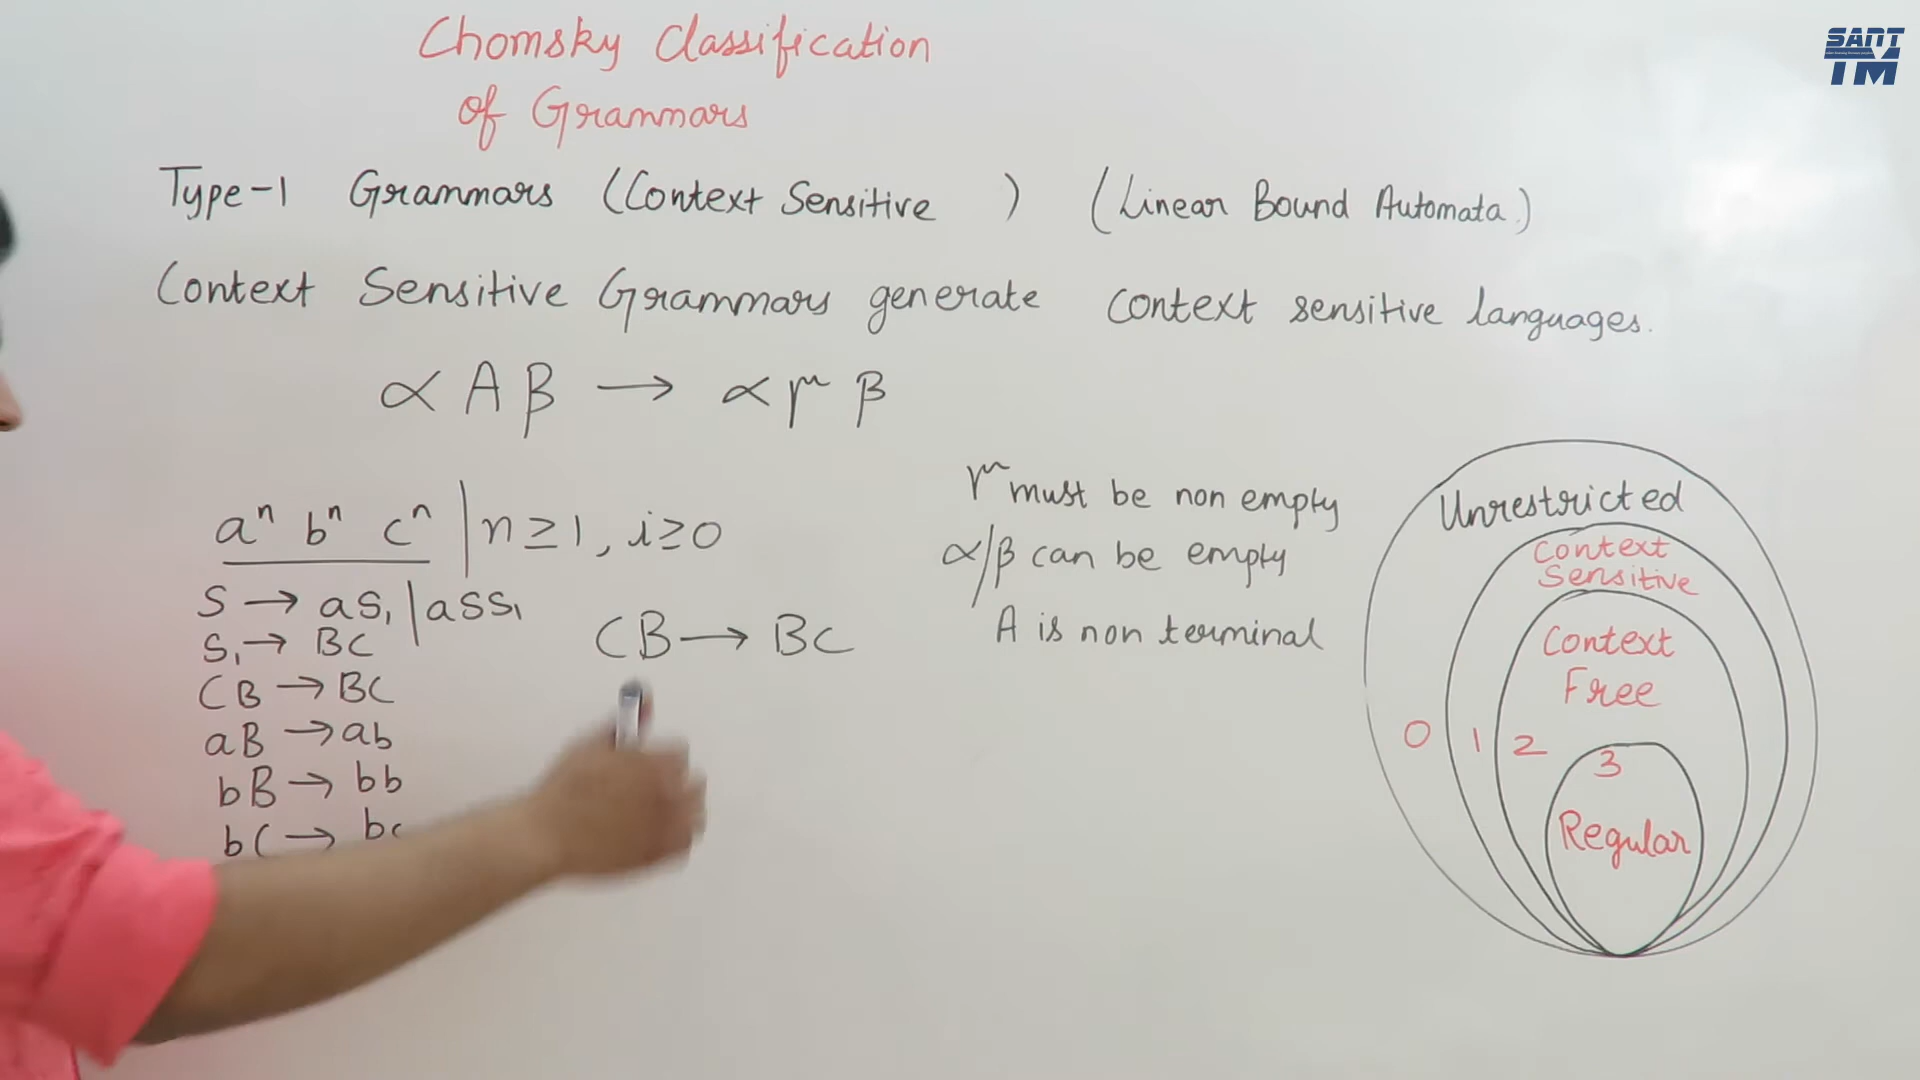 Chomsky Classification
of Grammars
Type-1 Grammars (Context Sensitive ) (Linear Bound Automata.)
Context Sensitive Grammars generate context sensitive languages.
α A β → α γ β
aⁿ bⁿ cⁿ | n ≥ 1, i ≥ 0
S → aS₁ | aSS₁
S₁ → BC
CB → BC
aB → ab
bB → bb
bC → bc
CB → BC
γ must be non empty
α/β can be empty
A is non terminal
Unrestricted
Context
Sensitive
Context
Free
0 1 2 3
Regular
SANT
TM